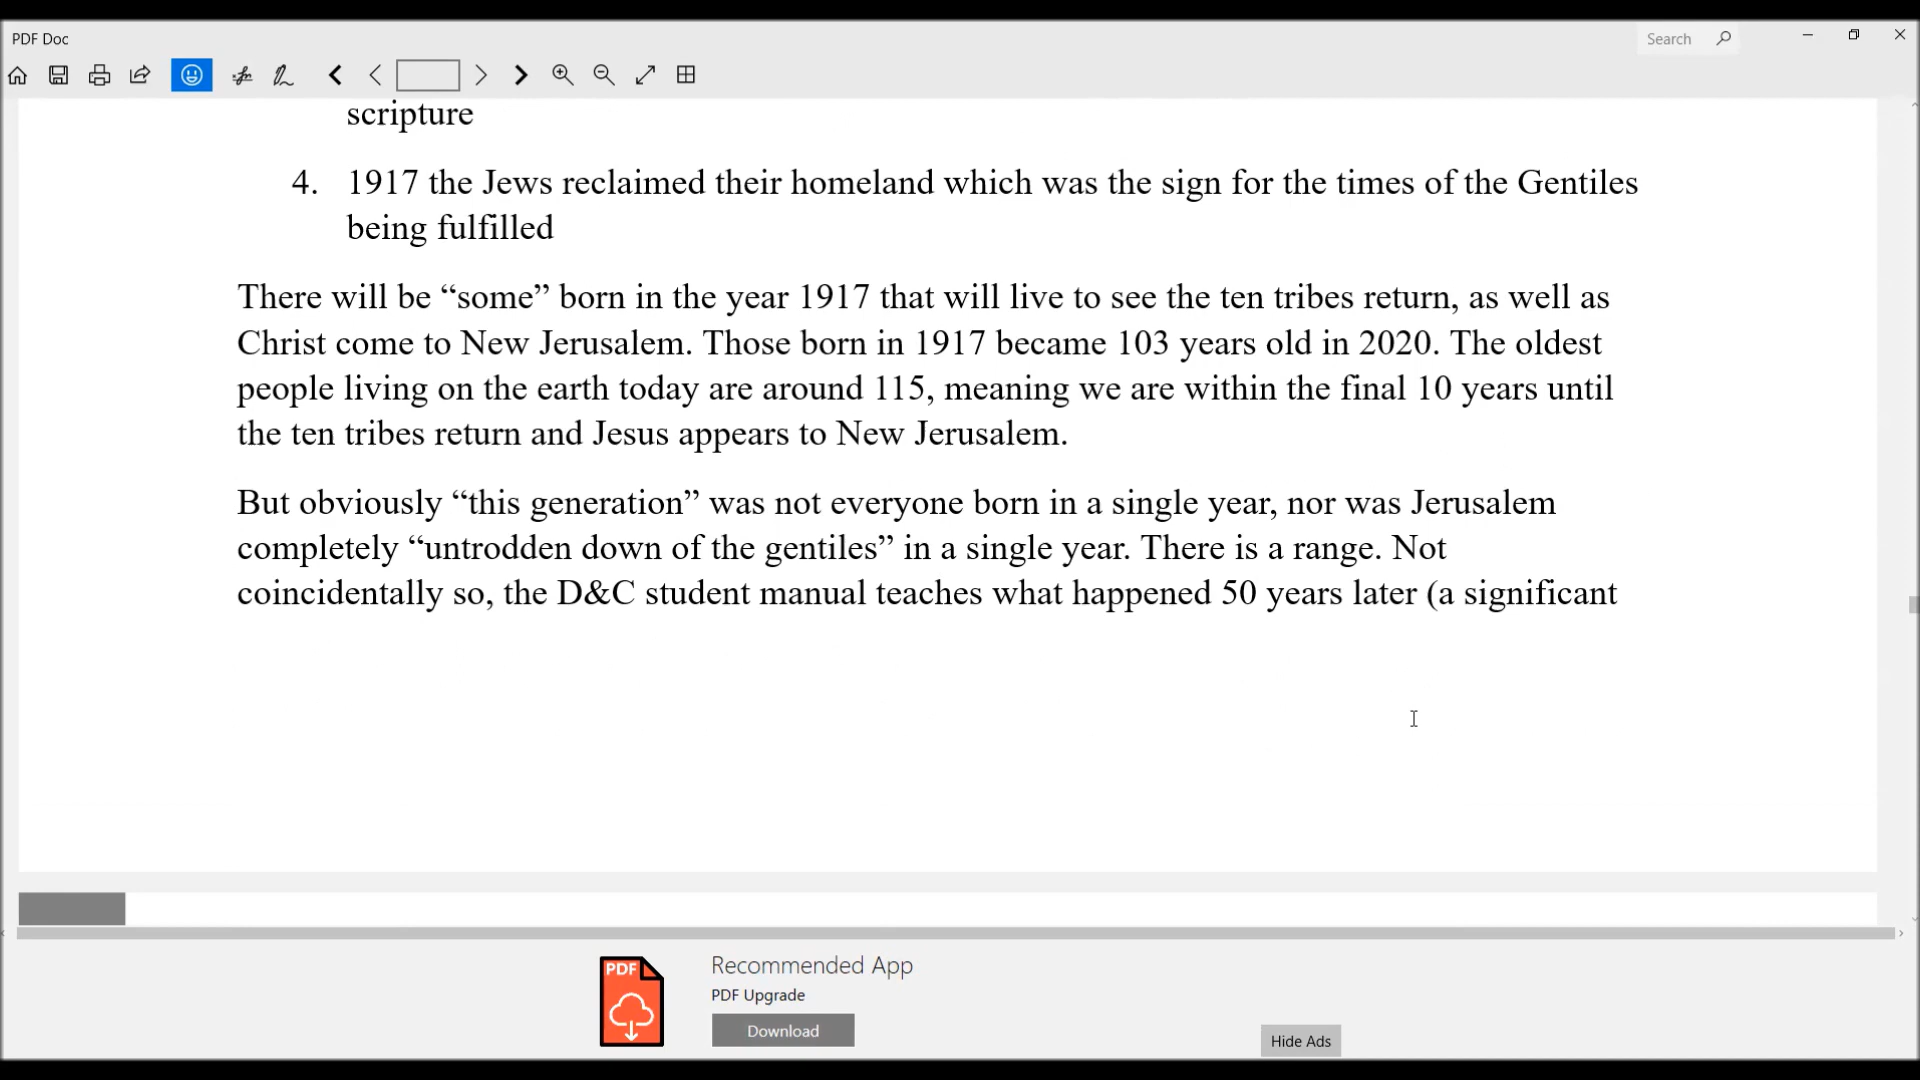 PDF Doc
Search
scripture
4. 1917 the Jews reclaimed their homeland which was the sign for the times of the Gentiles
being fulfilled
There will be “some” born in the year 1917 that will live to see the ten tribes return, as well as
Christ come to New Jerusalem. Those born in 1917 became 103 years old in 2020. The oldest
people living on the earth today are around 115, meaning we are within the final 10 years until
the ten tribes return and Jesus appears to New Jerusalem.
But obviously “this generation” was not everyone born in a single year, nor was Jerusalem
completely “untrodden down of the gentiles” in a single year. There is a range. Not
coincidentally so, the D&C student manual teaches what happened 50 years later (a significant
PDF
Recommended App
PDF Upgrade
Download
Hide Ads